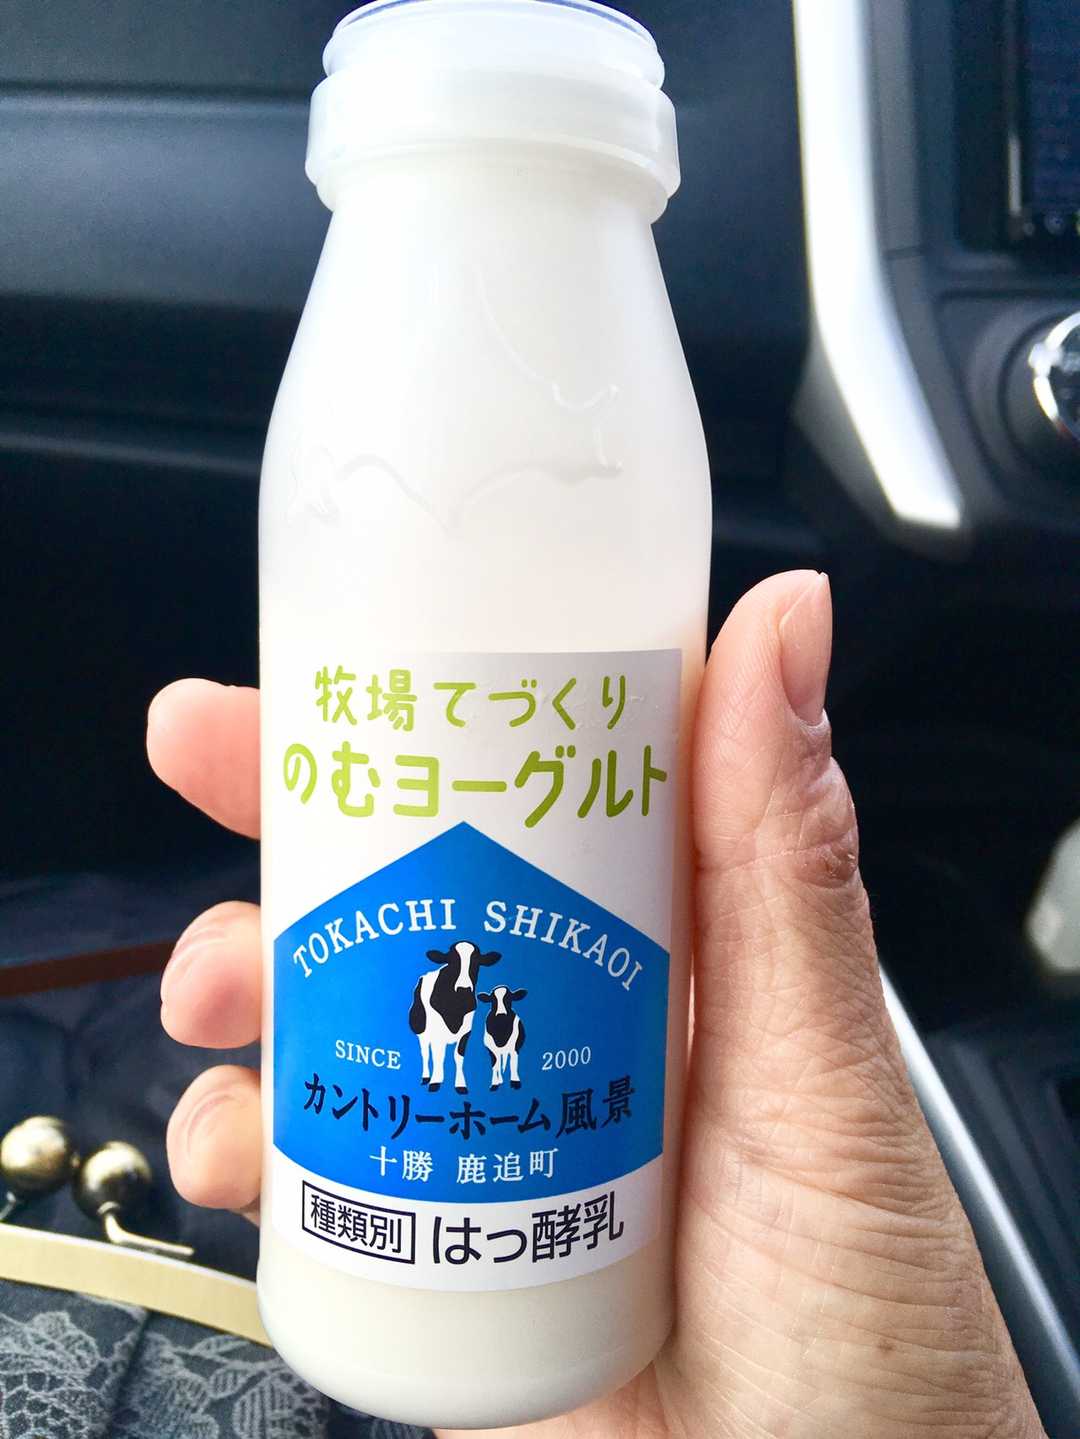 牧場てづくり
のむヨーグルト
TOKACHI SHIKAOI
SINCE 2000
カントリーホーム風景
十勝 鹿追町
種類別 はっ酵乳